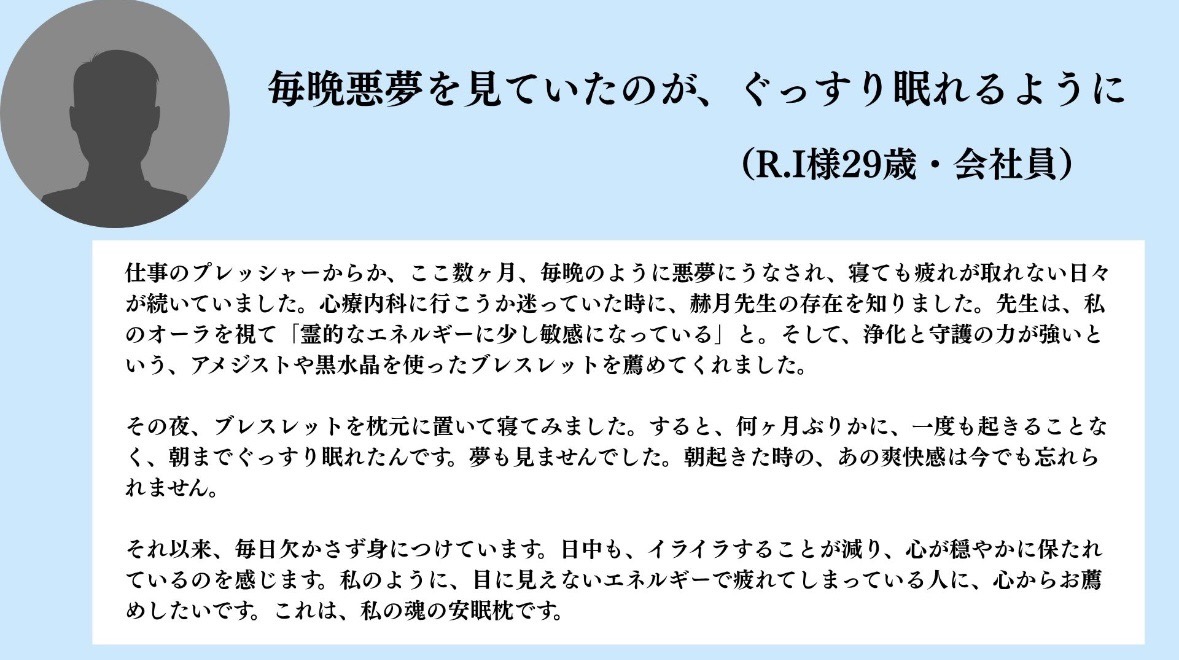 毎晩悪夢を見ていたのが、ぐっすり眠れるように
（R.I様29歳・会社員）
仕事のプレッシャーからか、ここ数ヶ月、毎晩のように悪夢にうなされ、寝ても疲れが取れない日々
が続いていました。心療内科に行こうか迷っていた時に、赫月先生の存在を知りました。先生は、私
のオーラを視て「霊的なエネルギーに少し敏感になっている」と。そして、浄化と守護の力が強いと
いう、アメジストや黒水晶を使ったブレスレットを薦めてくれました。
その夜、ブレスレットを枕元に置いて寝てみました。すると、何ヶ月ぶりかに、一度も起きることな
く、朝までぐっすり眠れたんです。夢も見ませんでした。朝起きた時の、あの爽快感は今でも忘れら
れません。
それ以来、毎日欠かさず身につけています。日中も、イライラすることが減り、心が穏やかに保たれ
ているのを感じます。私のように、目に見えないエネルギーで疲れてしまっている人に、心からお薦
めしたいです。これは、私の魂の安眠枕です。